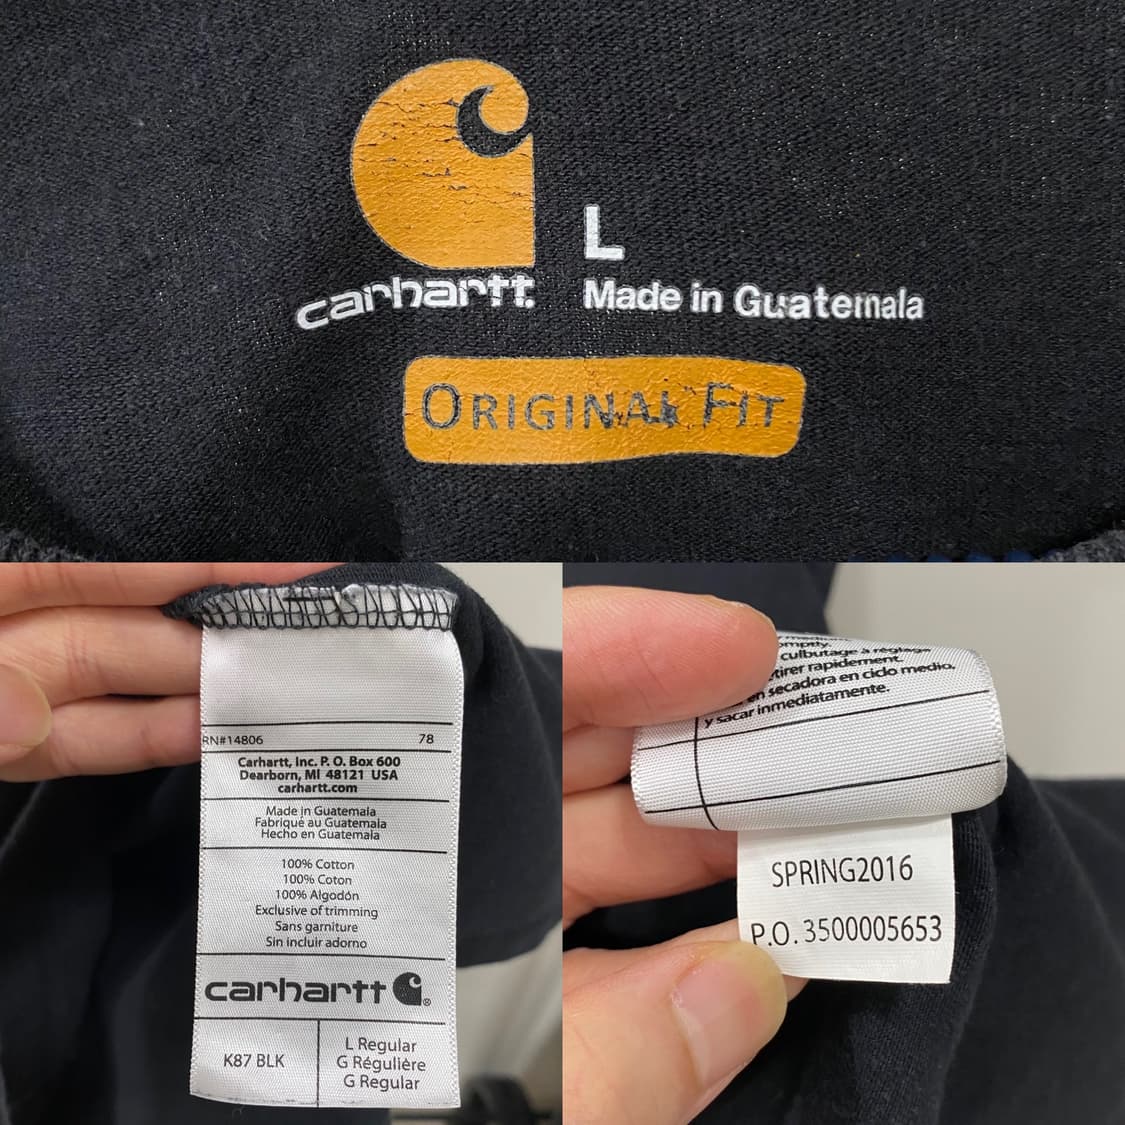 L
carhartt. Made in Guatemala
ORIGINAL FIT
RN#14806 78
Carhartt, Inc. P. O. Box 600
Dearborn, MI 48121 USA
carhartt.com
Made in Guatemala
Fabriqué au Guatemala
Hecho en Guatemala
100% Cotton
100% Coton
100% Algodón
Exclusive of trimming
Sans garniture
Sin incluir adorno
carhartt ®
K87 BLK
L Regular
G Régulière
G Regular
culbutage à réglage
rapidement.
en secadora en ciclo medio,
y sacar inmediatamente.
SPRING2016
P.O. 3500005653